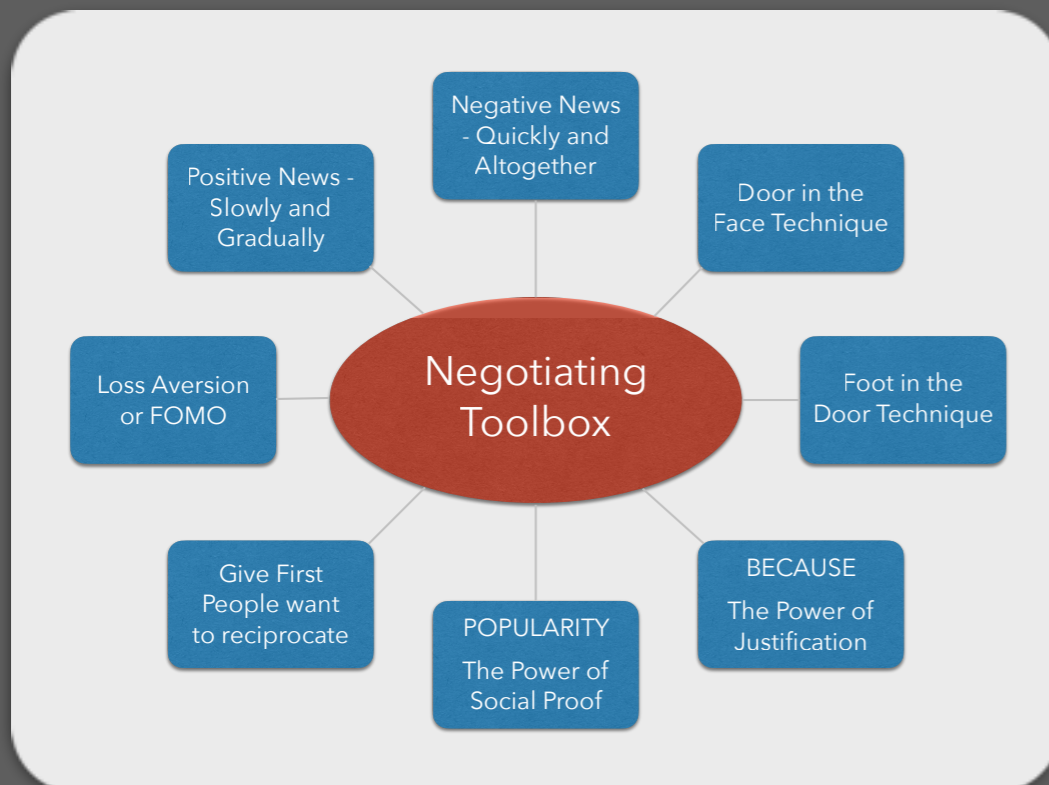 Negative News
- Quickly and
Altogether
Positive News -
Slowly and
Gradually
Door in the
Face Technique
Negotiating
Toolbox
Loss Aversion
or FOMO
Foot in the
Door Technique
Give First
People want
to reciprocate
POPULARITY
The Power of
Social Proof
BECAUSE
The Power of
Justification